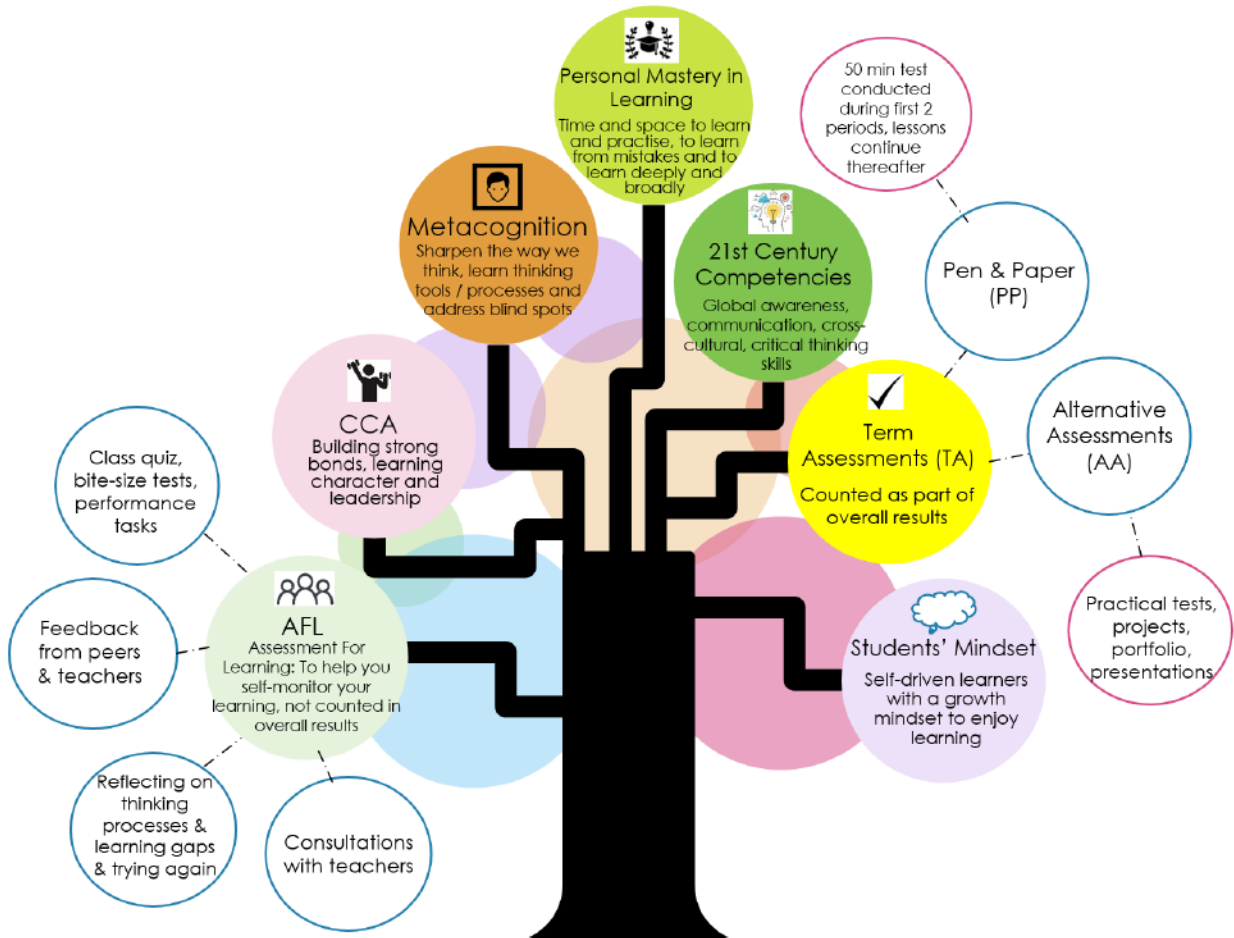 Personal Mastery in
Learning
Time and space to learn
and practise, to learn
from mistakes and to
learn deeply and
broadly
50 min test
conducted
during first 2
periods, lessons
continue
thereafter
Metacognition
Sharpen the way we
think, learn thinking
tools / processes and
address blind spots
21st Century
Competencies
Global awareness,
communication, cross-
cultural, critical thinking
skills
Pen & Paper
(PP)
CCA
Building strong
bonds, learning
character and
leadership
Term
Assessments (TA)
Counted as part of
overall results
Alternative
Assessments
(AA)
Class quiz,
bite-size tests,
performance
tasks
Feedback
from peers
& teachers
AFL
Assessment For
Learning: To help you
self-monitor your
learning, not counted in
overall results
Students' Mindset
Self-driven learners
with a growth
mindset to enjoy
learning
Practical tests,
projects,
portfolio,
presentations
Reflecting on
thinking
processes &
learning gaps
& trying again
Consultations
with teachers